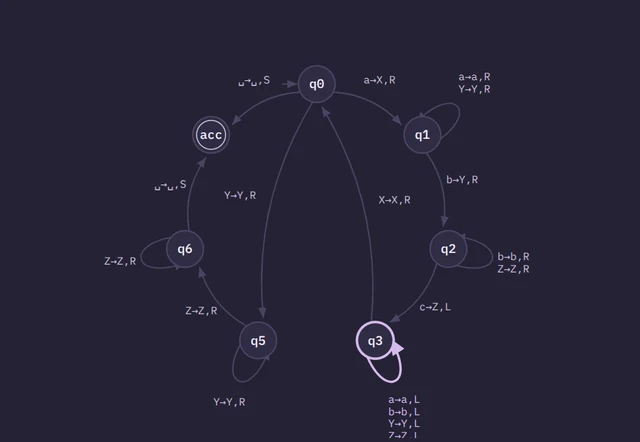 ␣→␣,S
q0
a→X,R
a→a,R
Y→Y,R
acc
q1
b→Y,R
␣→␣,S
Y→Y,R
X→X,R
q6
q2
Z→Z,R
b→b,R
Z→Z,R
Z→Z,R
c→Z,L
q5
q3
Y→Y,R
a→a,L
b→b,L
Y→Y,L
Z→Z,L